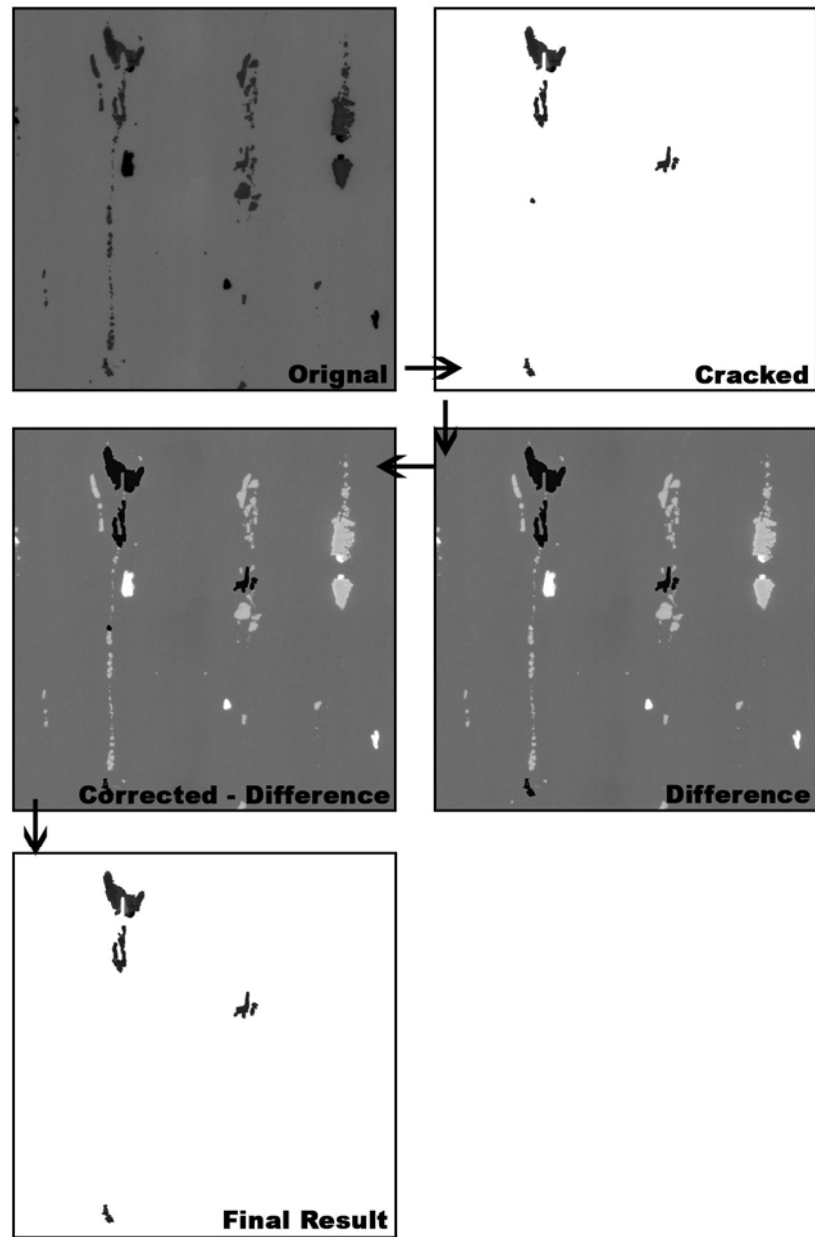 Orignal
Cracked
Corrected - Difference
Difference
Final Result